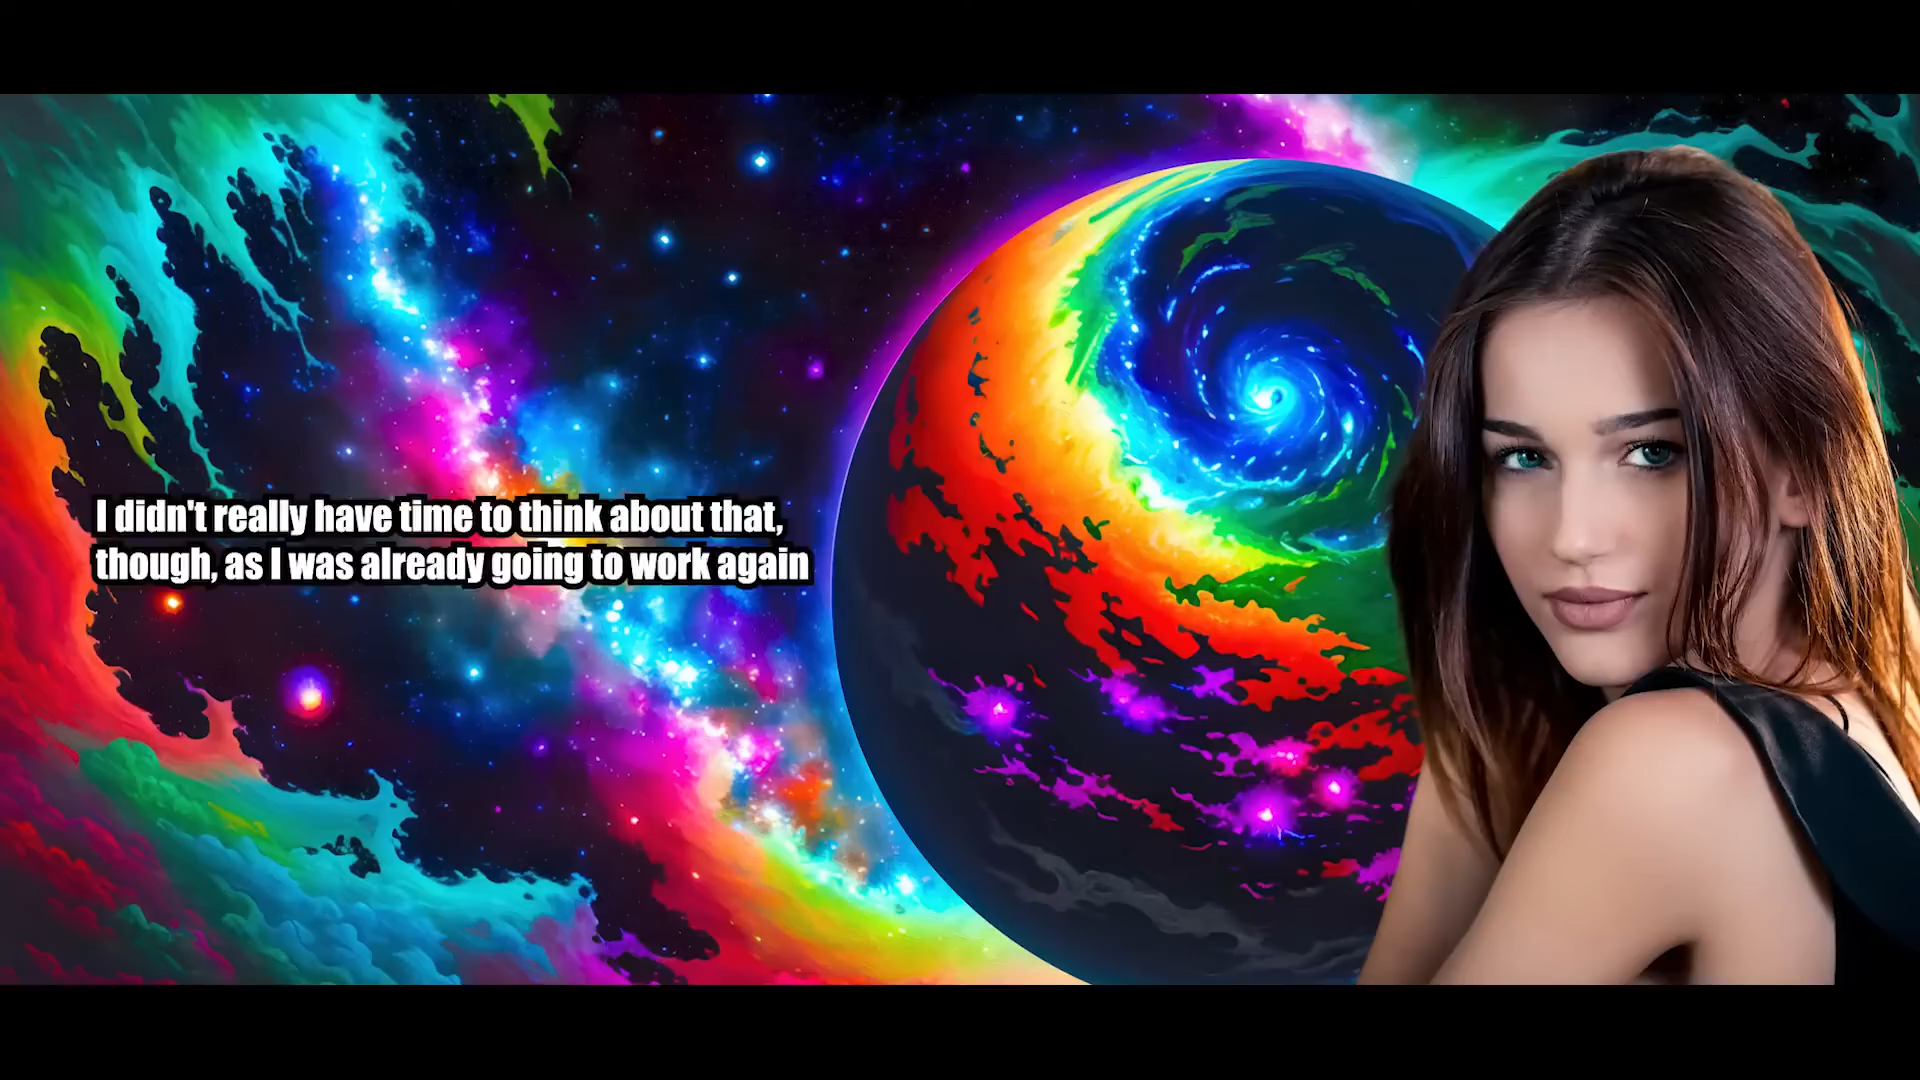 I didn't really have time to think about that,
though, as I was already going to work again